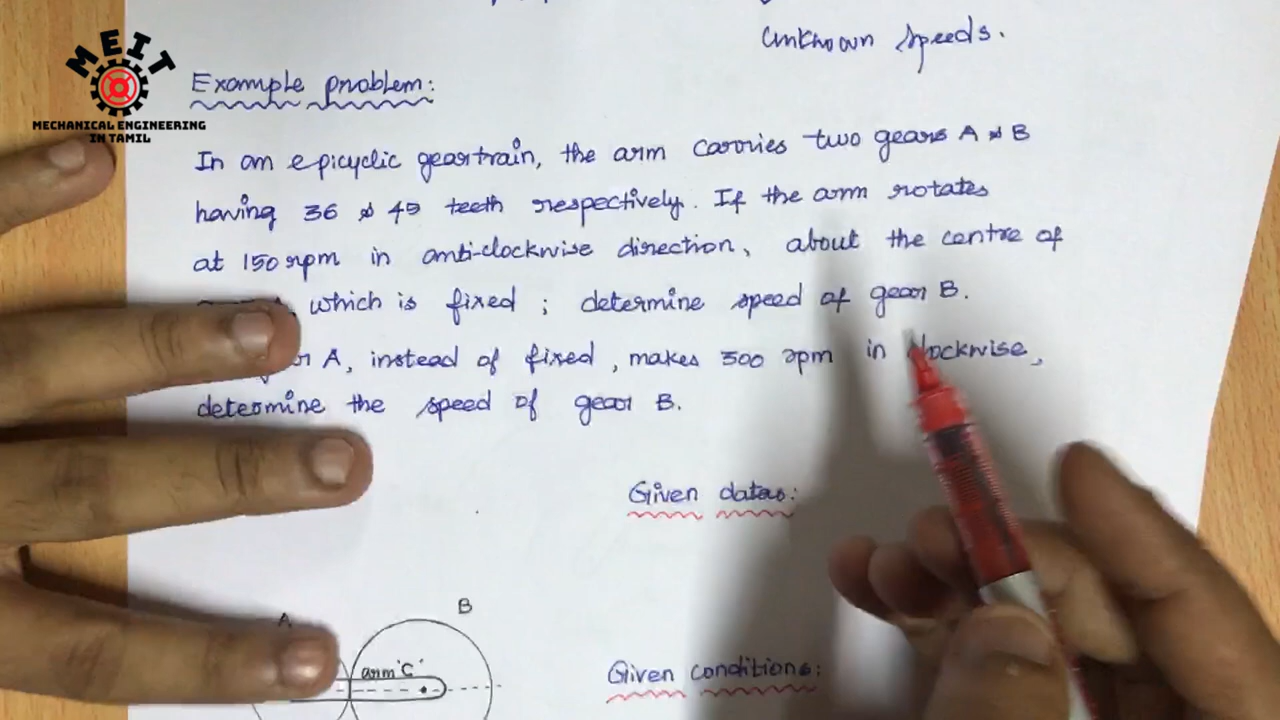 MEIT
MECHANICAL ENGINEERING
IN TAMIL
unknown speeds.
Example problem:
In an epicyclic geartrain, the arm carries two gears A & B
having 36 & 45 teeth respectively. If the arm rotates
at 150 rpm in anti-clockwise direction, about the centre of
which is fixed ; determine speed of gear B.
A, instead of fixed, makes 300 rpm in clockwise,
determine the speed of gear B.
Given datas:
A
B
arm 'C'
Given conditions: